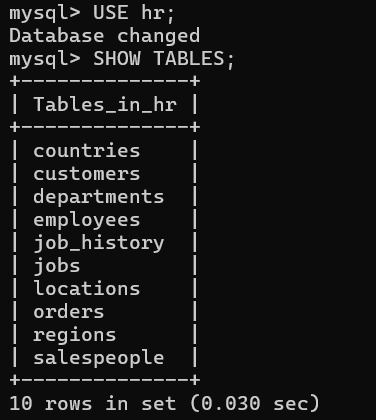 mysql> USE hr;
Database changed
mysql> SHOW TABLES;
+--------------+
| Tables_in_hr |
+--------------+
| countries    |
| customers    |
| departments  |
| employees    |
| job_history  |
| jobs         |
| locations    |
| orders       |
| regions      |
| salespeople  |
+--------------+
10 rows in set (0.030 sec)